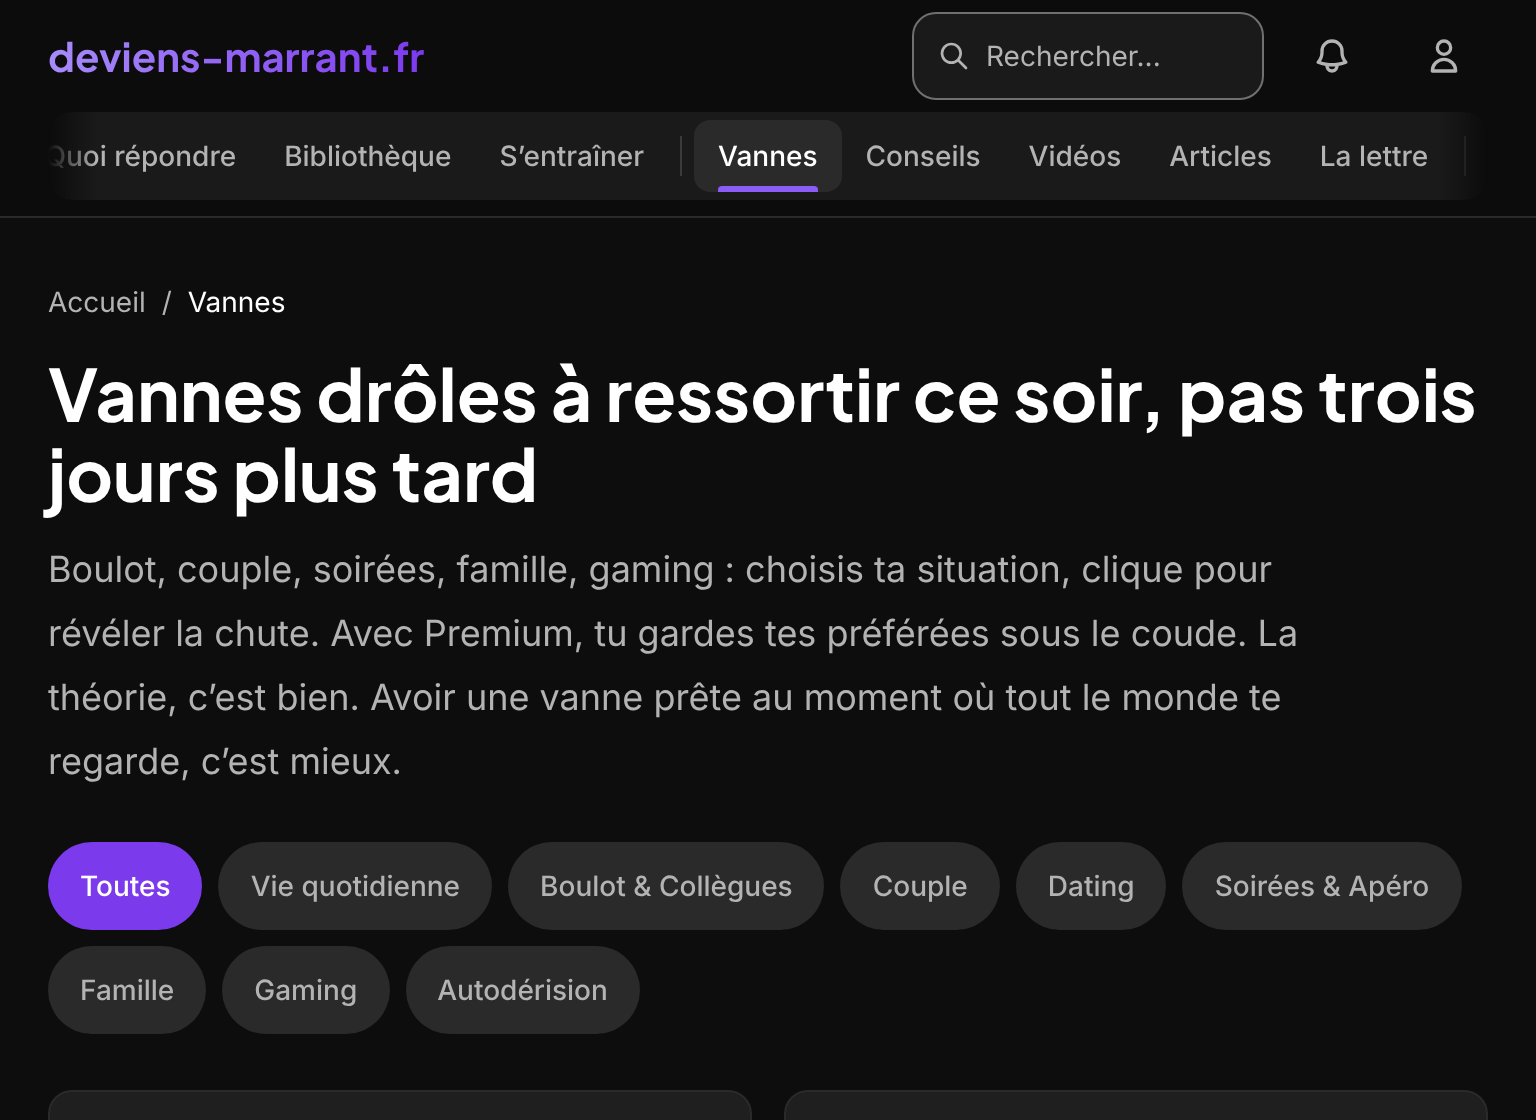 deviens-marrant.fr
Rechercher...
Quoi répondre
Bibliothèque
S’entraîner
Vannes
Conseils
Vidéos
Articles
La lettre
Accueil / Vannes
Vannes drôles à ressortir ce soir, pas trois
jours plus tard
Boulot, couple, soirées, famille, gaming : choisis ta situation, clique pour
révéler la chute. Avec Premium, tu gardes tes préférées sous le coude. La
théorie, c’est bien. Avoir une vanne prête au moment où tout le monde te
regarde, c’est mieux.
Toutes
Vie quotidienne
Boulot & Collègues
Couple
Dating
Soirées & Apéro
Famille
Gaming
Autodérision